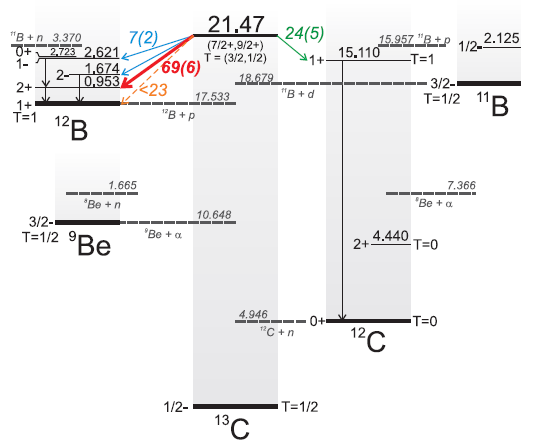 ¹¹B + n 3.370
0+
2.723 2.621
1-
2- 1.674
0.953
2+
1+
T=1
¹²B
7(2)
69(6)
<23
21.47
(7/2+,9/2+)
T = (3/2,1/2)
24(5)
17.533
¹²B + p
18.679
¹¹B + d
15.110
1+
T=1
15.957 ¹¹B + p
1/2- 2.125
3/2-
T=1/2
¹¹B
1.665
⁸Be + n
3/2-
T=1/2
⁹Be
10.648
⁹Be + α
7.366
⁸Be + α
2+ 4.440 T=0
4.946
¹²C + n
0+ T=0
¹²C
1/2- T=1/2
¹³C